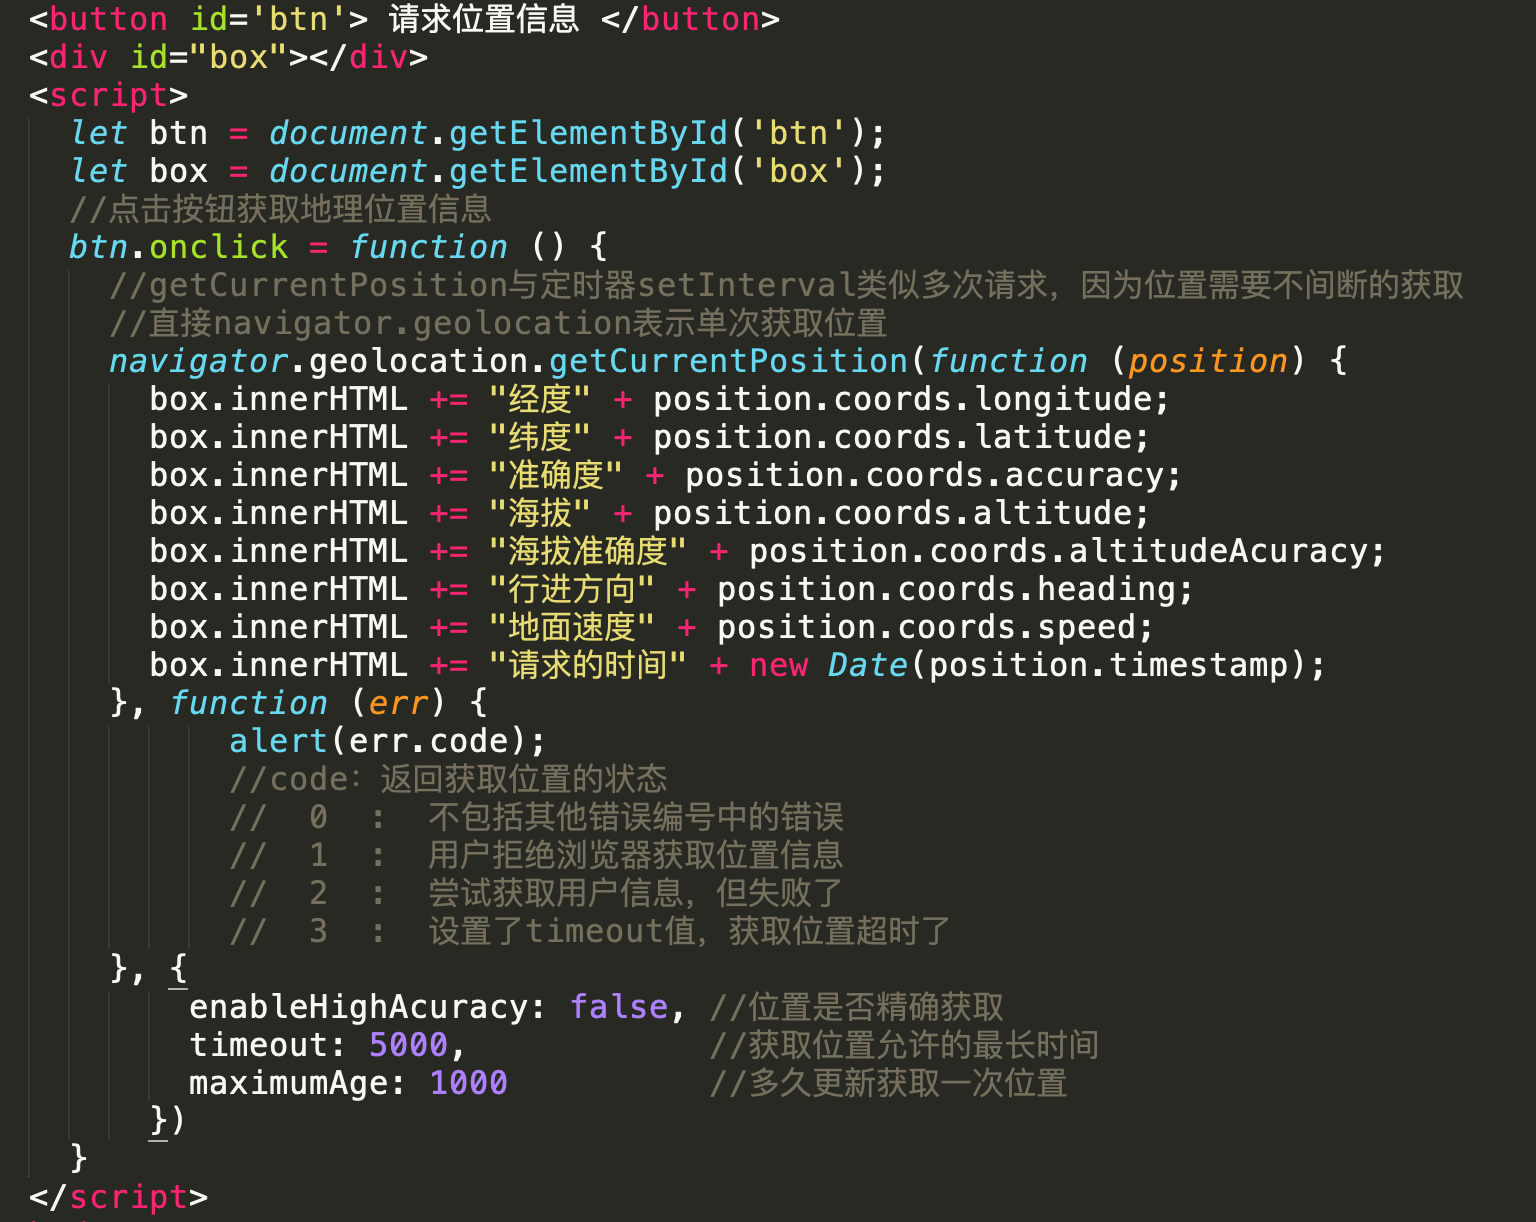 <button id='btn'> 请求位置信息 </button>
<div id="box"></div>
<script>
let btn = document.getElementById('btn');
let box = document.getElementById('box');
//点击按钮获取地理位置信息
btn.onclick = function () {
//getCurrentPosition与定时器setInterval类似多次请求，因为位置需要不间断的获取
//直接navigator.geolocation表示单次获取位置
navigator.geolocation.getCurrentPosition(function (position) {
box.innerHTML += "经度" + position.coords.longitude;
box.innerHTML += "纬度" + position.coords.latitude;
box.innerHTML += "准确度" + position.coords.accuracy;
box.innerHTML += "海拔" + position.coords.altitude;
box.innerHTML += "海拔准确度" + position.coords.altitudeAcuracy;
box.innerHTML += "行进方向" + position.coords.heading;
box.innerHTML += "地面速度" + position.coords.speed;
box.innerHTML += "请求的时间" + new Date(position.timestamp);
}, function (err) {
alert(err.code);
//code：返回获取位置的状态
// 0 : 不包括其他错误编号中的错误
// 1 : 用户拒绝浏览器获取位置信息
// 2 : 尝试获取用户信息，但失败了
// 3 : 设置了timeout值，获取位置超时了
}, {
enableHighAcuracy: false, //位置是否精确获取
timeout: 5000, //获取位置允许的最长时间
maximumAge: 1000 //多久更新获取一次位置
})
}
</script>